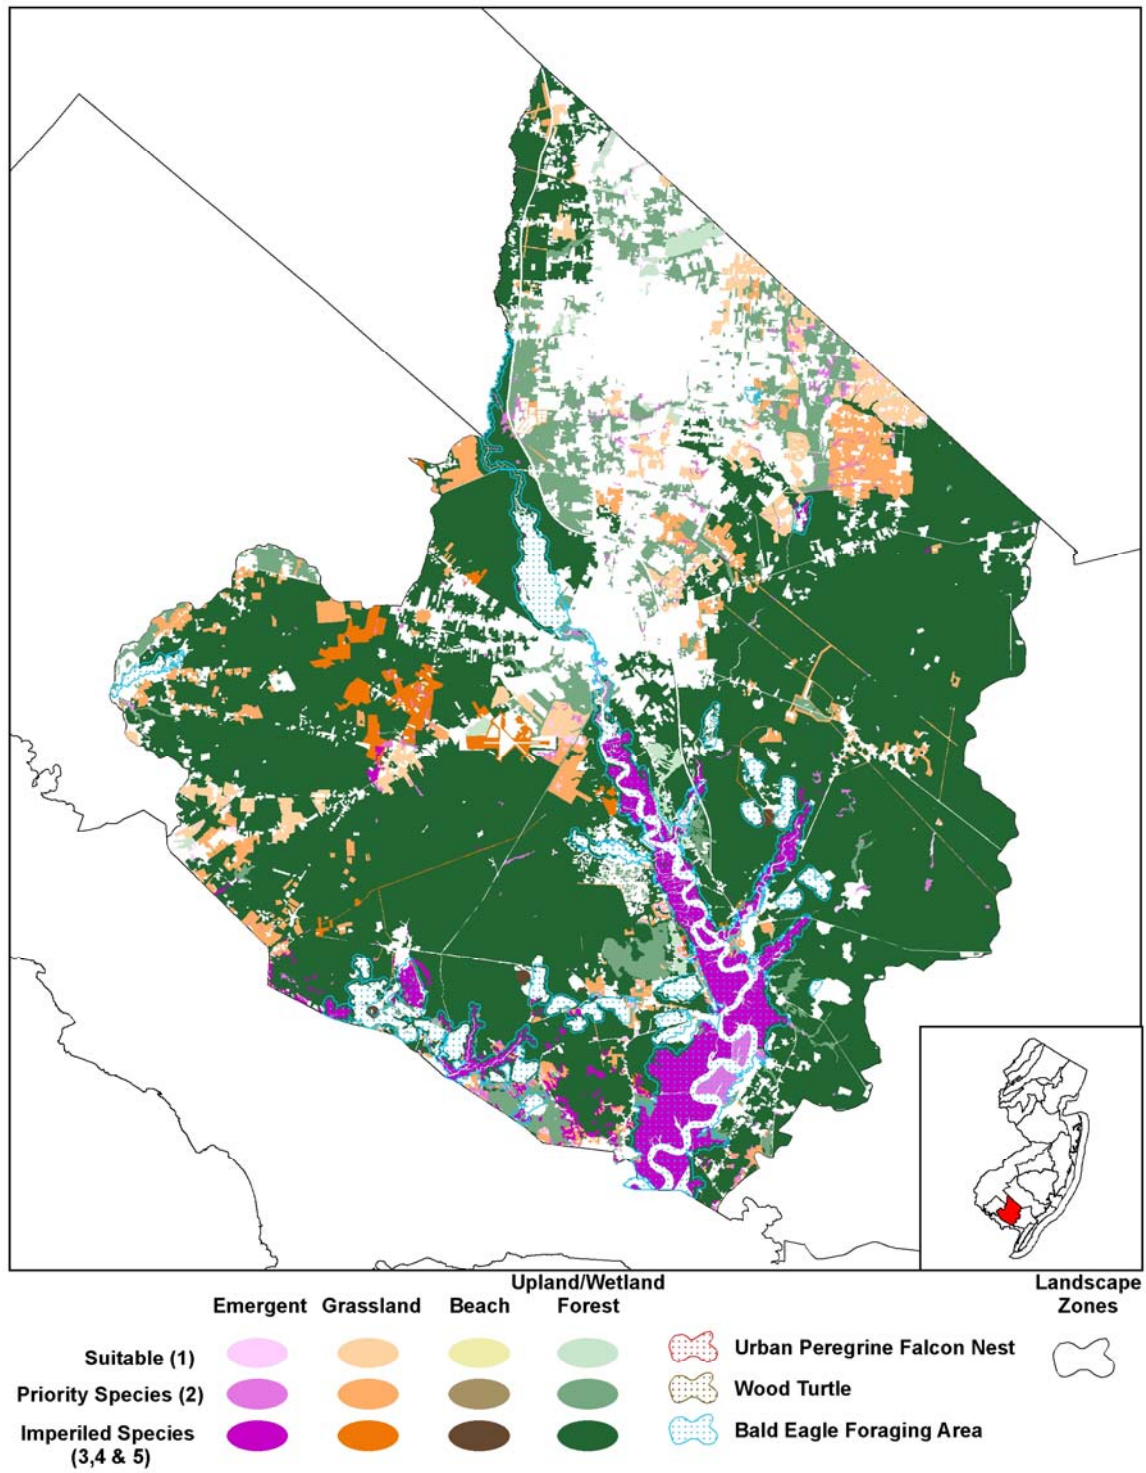 Upland/Wetland
Emergent Grassland Beach Forest
Landscape
Zones
Suitable (1)
Priority Species (2)
Imperiled Species
(3,4 & 5)
Urban Peregrine Falcon Nest
Wood Turtle
Bald Eagle Foraging Area